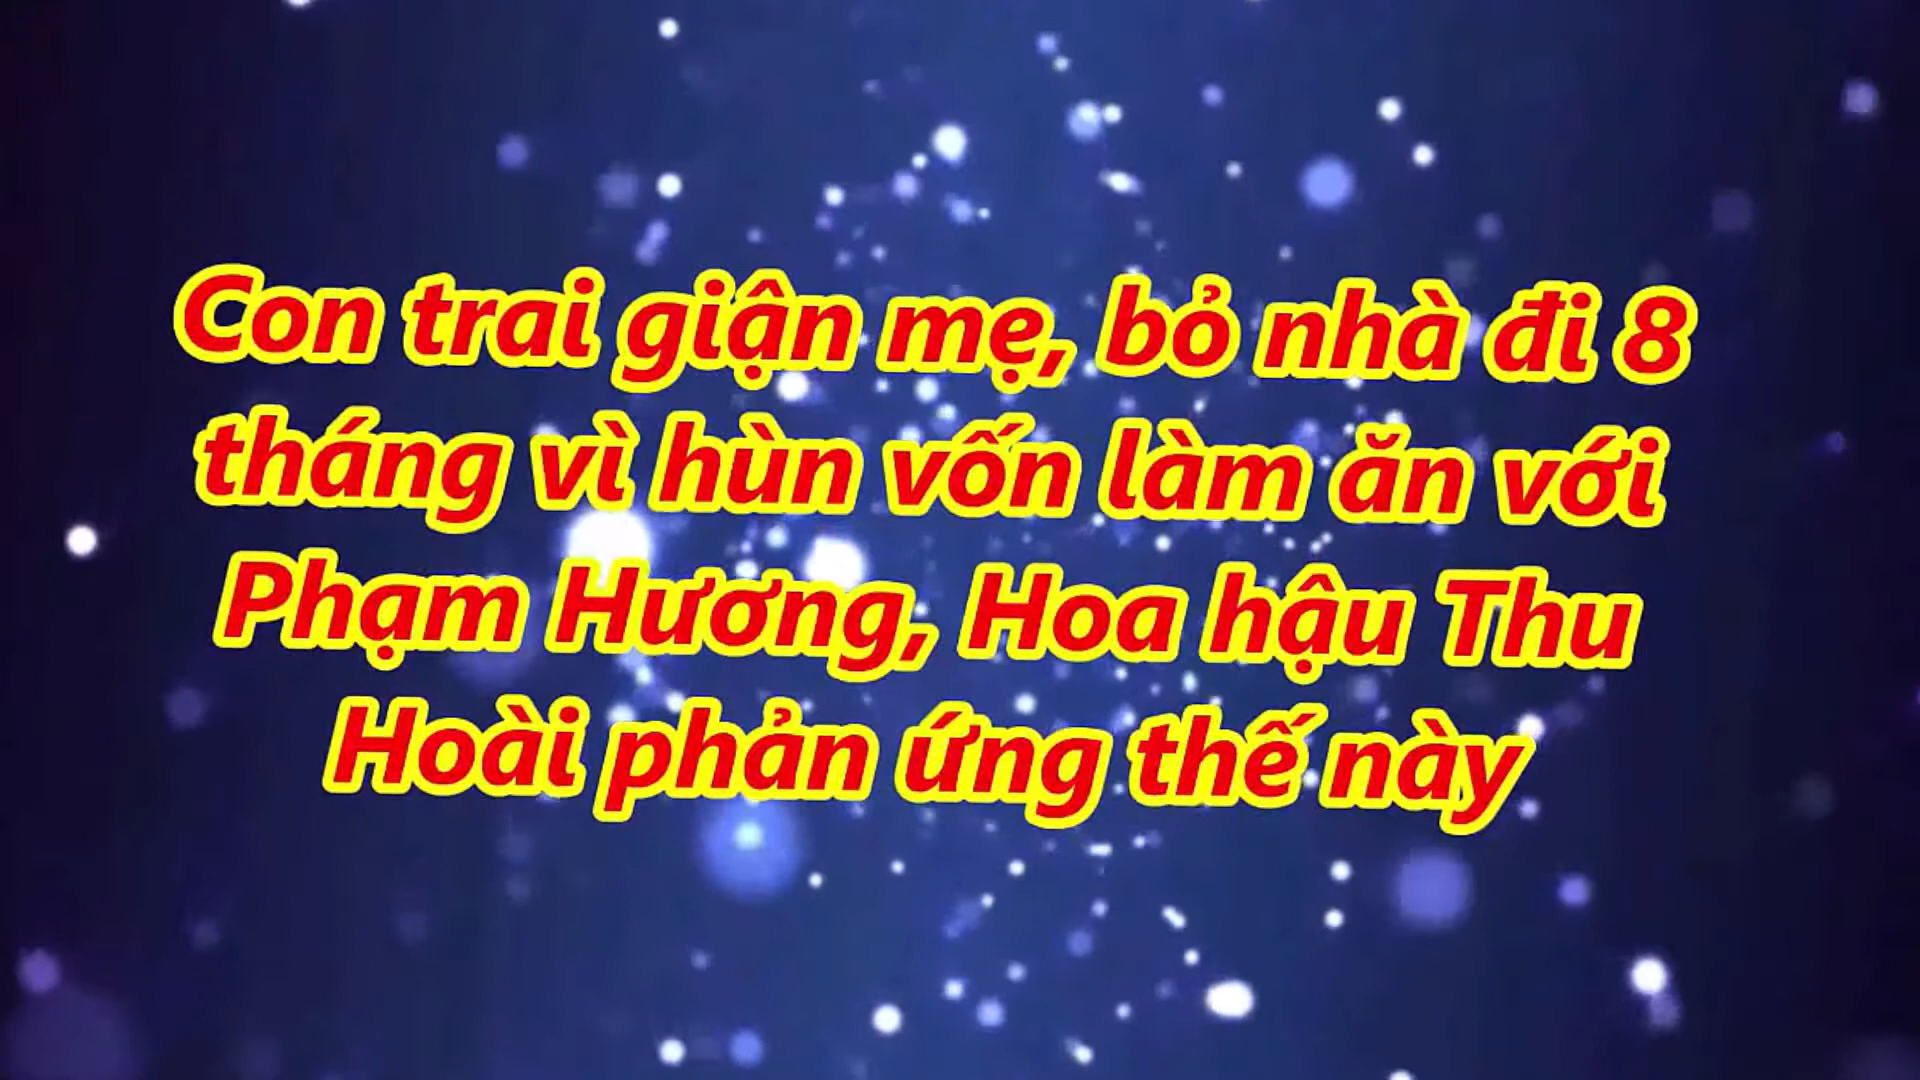 Con trai giận mẹ, bỏ nhà đi 8
tháng vì hùn vốn làm ăn với
Phạm Hương, Hoa hậu Thu
Hoài phản ứng thế này